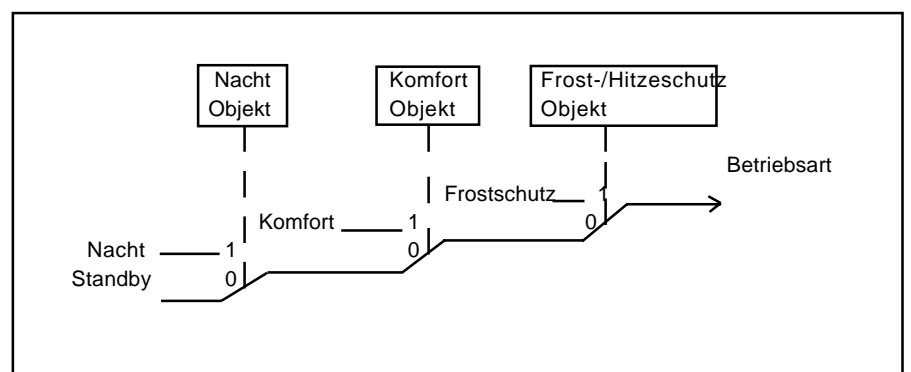 Nacht
Objekt
Komfort
Objekt
Frost-/Hitzeschutz
Objekt
Betriebsart
Frostschutz 1
0
Komfort 1
0
Nacht 1
Standby 0